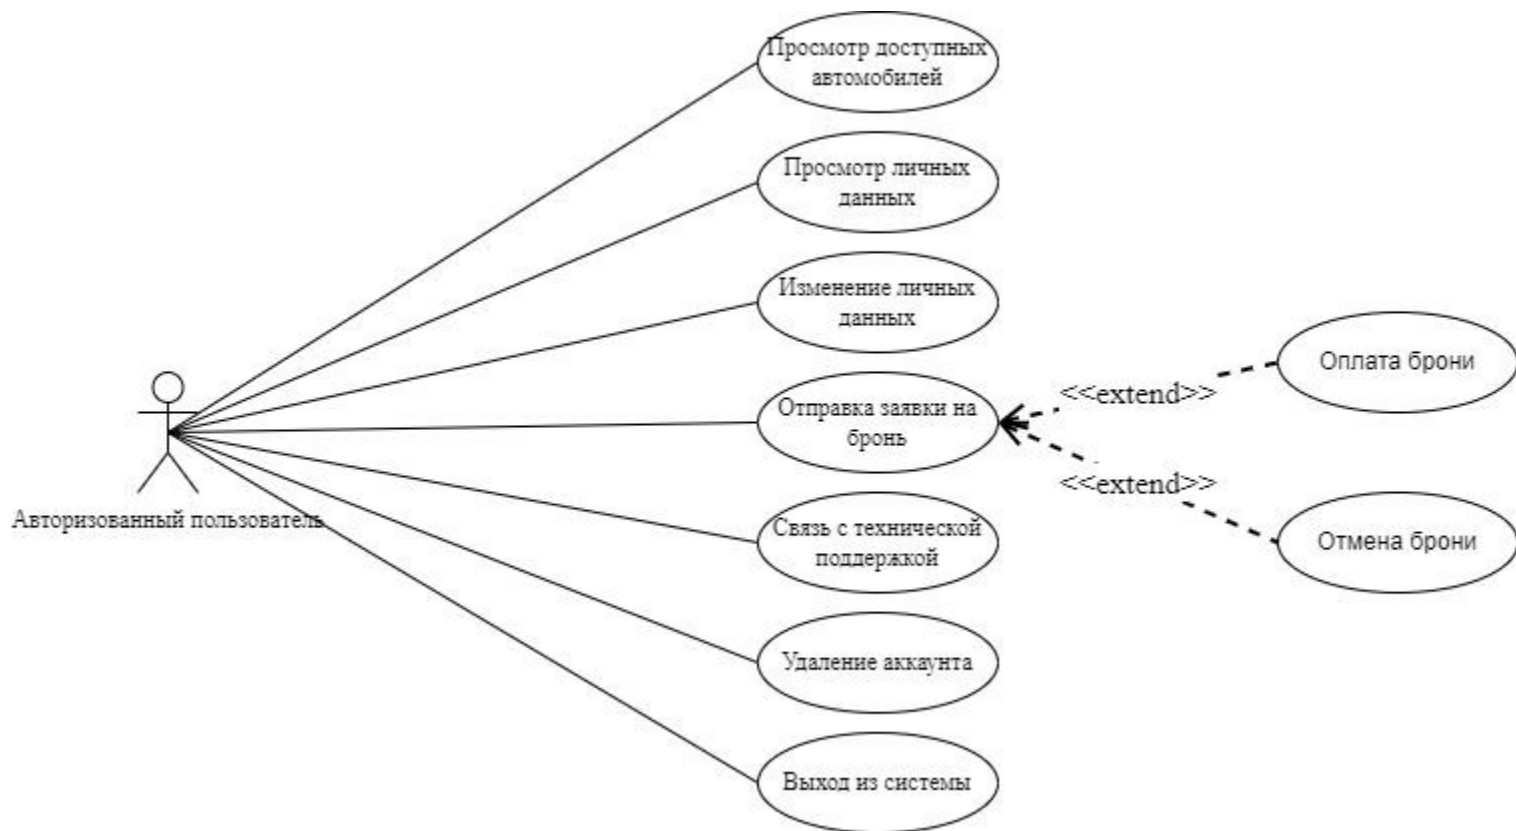 Просмотр доступных
автомобилей
Просмотр личных
данных
Изменение личных
данных
Оплата брони
<<extend>>
Отправка заявки на
бронь
<<extend>>
Авторизованный пользователь
Связь с технической
поддержкой
Отмена брони
Удаление аккаунта
Выход из системы